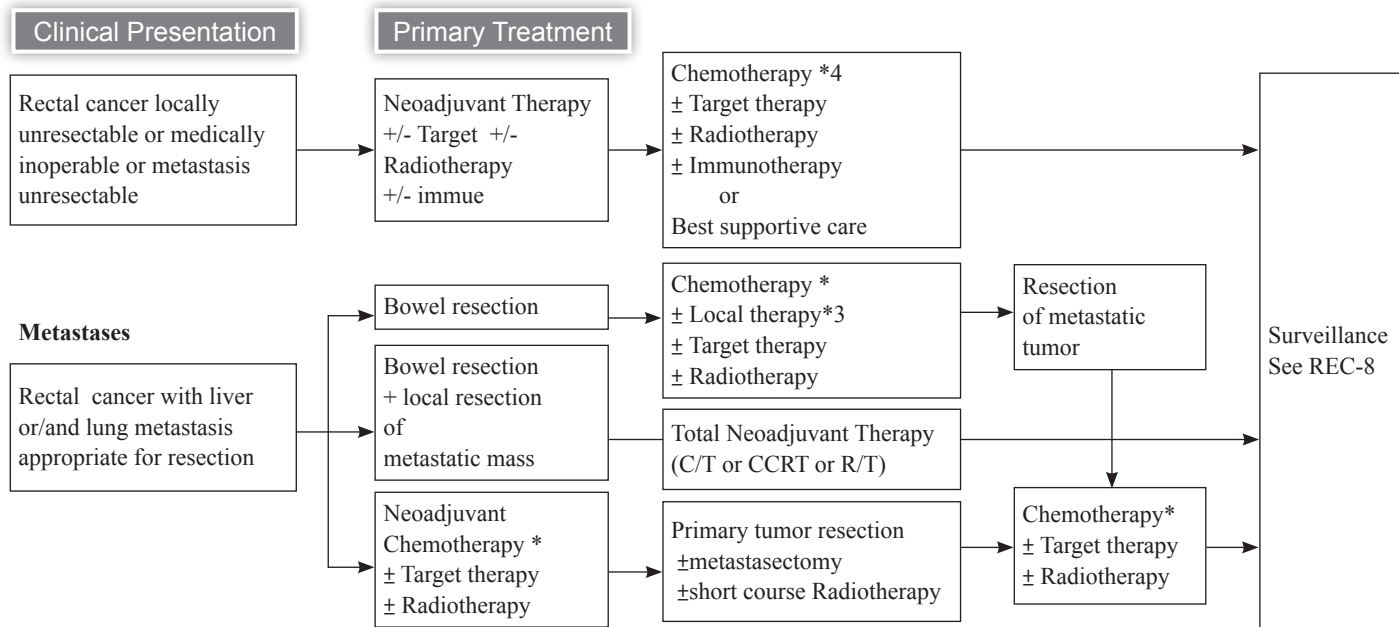 Clinical Presentation
Primary Treatment
Rectal cancer locally
unresectable or medically
inoperable or metastasis
unresectable
Neoadjuvant Therapy
+/- Target +/-
Radiotherapy
+/- immue
Chemotherapy *4
± Target therapy
± Radiotherapy
± Immunotherapy
or
Best supportive care
Metastases
Rectal cancer with liver
or/and lung metastasis
appropriate for resection
Bowel resection
Chemotherapy *
± Local therapy*3
± Target therapy
± Radiotherapy
Resection
of metastatic
tumor
Bowel resection
+ local resection
of
metastatic mass
Total Neoadjuvant Therapy
(C/T or CCRT or R/T)
Neoadjuvant
Chemotherapy *
± Target therapy
± Radiotherapy
Primary tumor resection
±metastasectomy
±short course Radiotherapy
Chemotherapy*
± Target therapy
± Radiotherapy
Surveillance
See REC-8